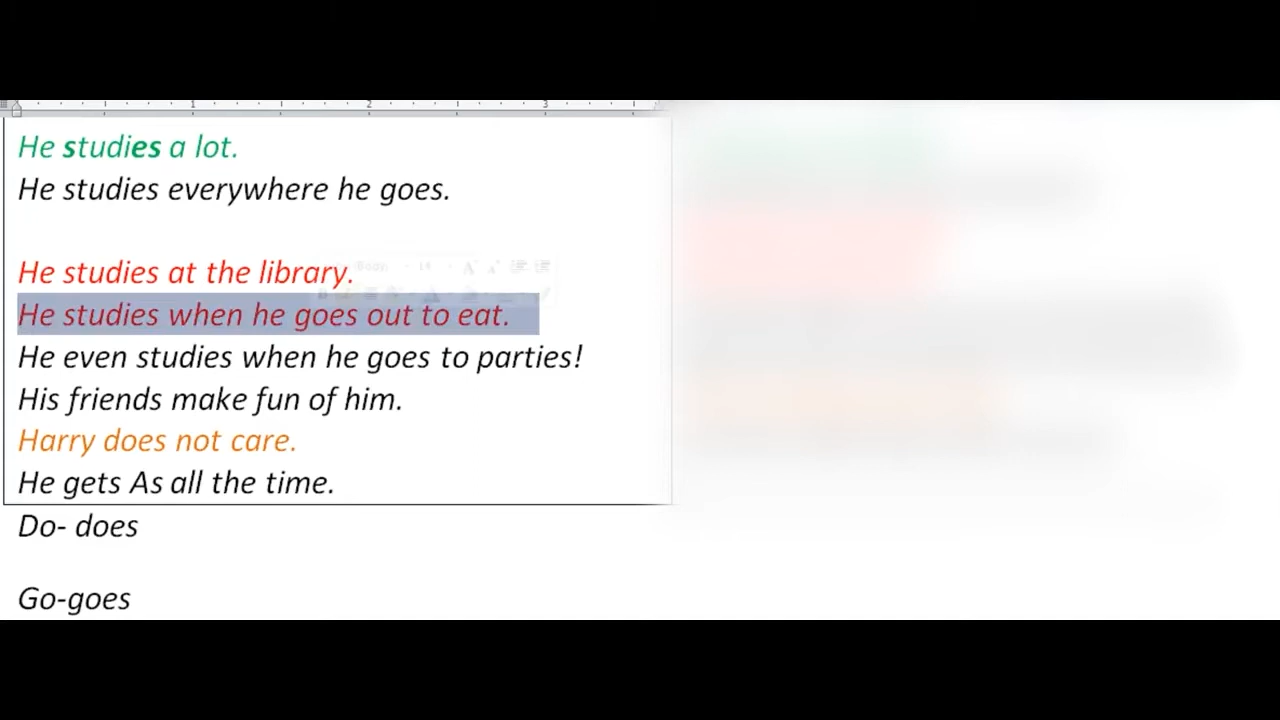 He studies a lot.
He studies everywhere he goes.
He studies at the library.
He studies when he goes out to eat.
He even studies when he goes to parties!
His friends make fun of him.
Harry does not care.
He gets As all the time.
Do- does
Go-goes